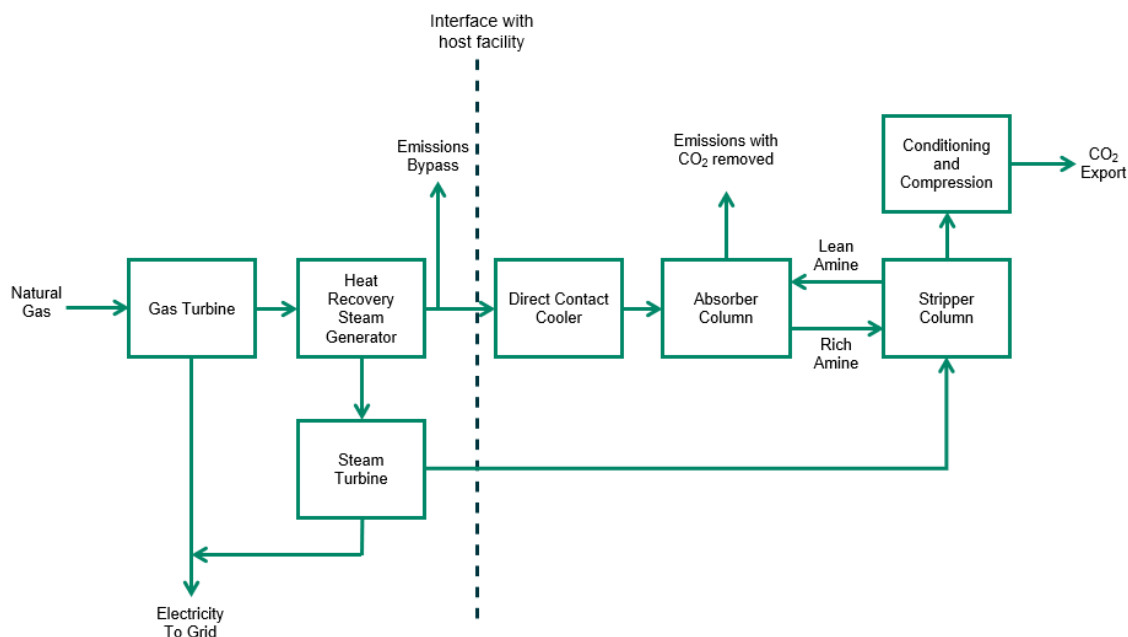 Interface with
host facility
Emissions
Bypass
Emissions with
CO₂ removed
Conditioning
and
Compression
CO₂
Export
Natural
Gas
Gas Turbine
Heat
Recovery
Steam
Generator
Direct Contact
Cooler
Absorber
Column
Lean
Amine
Rich
Amine
Stripper
Column
Steam
Turbine
Electricity
To Grid